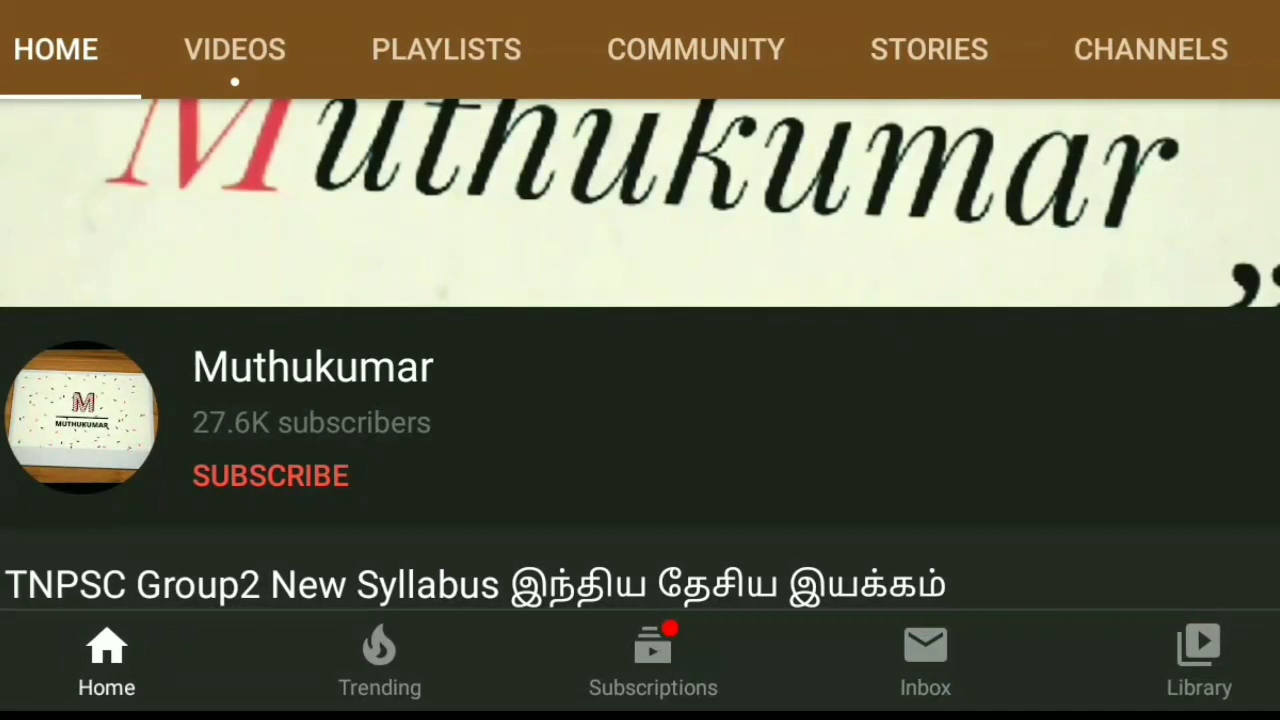 HOME VIDEOS PLAYLISTS COMMUNITY STORIES CHANNELS
Muthukumar
,,
M
MUTHUKUMAR
Muthukumar
27.6K subscribers
SUBSCRIBE
TNPSC Group2 New Syllabus இந்திய தேசிய இயக்கம்
Home Trending Subscriptions Inbox Library